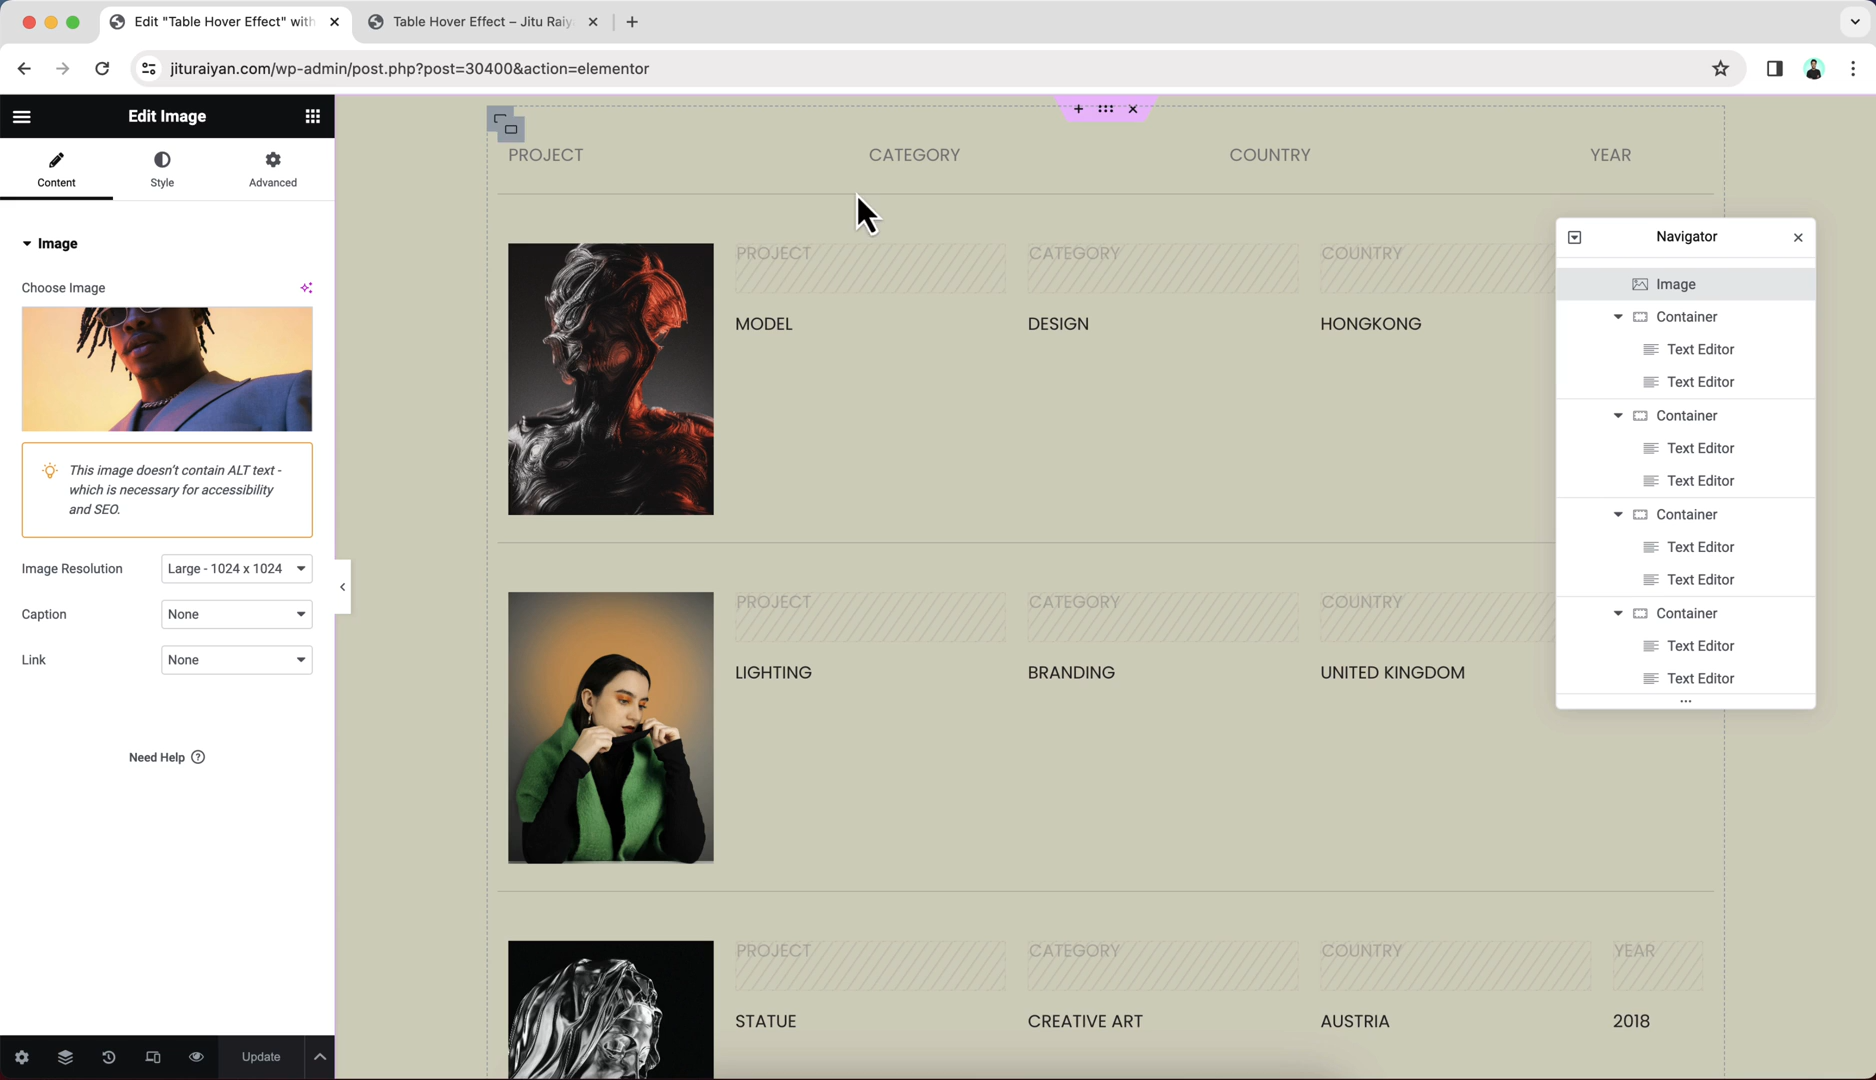 Edit "Table Hover Effect" with
Table Hover Effect – Jitu Raiy
jituraiyan.com/wp-admin/post.php?post=30400&action=elementor
Edit Image
Content
Style
Advanced
Image
Choose Image
This image doesn't contain ALT text -
which is necessary for accessibility
and SEO.
Image Resolution
Large - 1024 x 1024
Caption
None
Link
None
Need Help
Update
PROJECT
CATEGORY
COUNTRY
YEAR
PROJECT
CATEGORY
COUNTRY
MODEL
DESIGN
HONGKONG
PROJECT
CATEGORY
COUNTRY
LIGHTING
BRANDING
UNITED KINGDOM
PROJECT
CATEGORY
COUNTRY
YEAR
STATUE
CREATIVE ART
AUSTRIA
2018
Navigator
Image
Container
Text Editor
Text Editor
Container
Text Editor
Text Editor
Container
Text Editor
Text Editor
Container
Text Editor
Text Editor